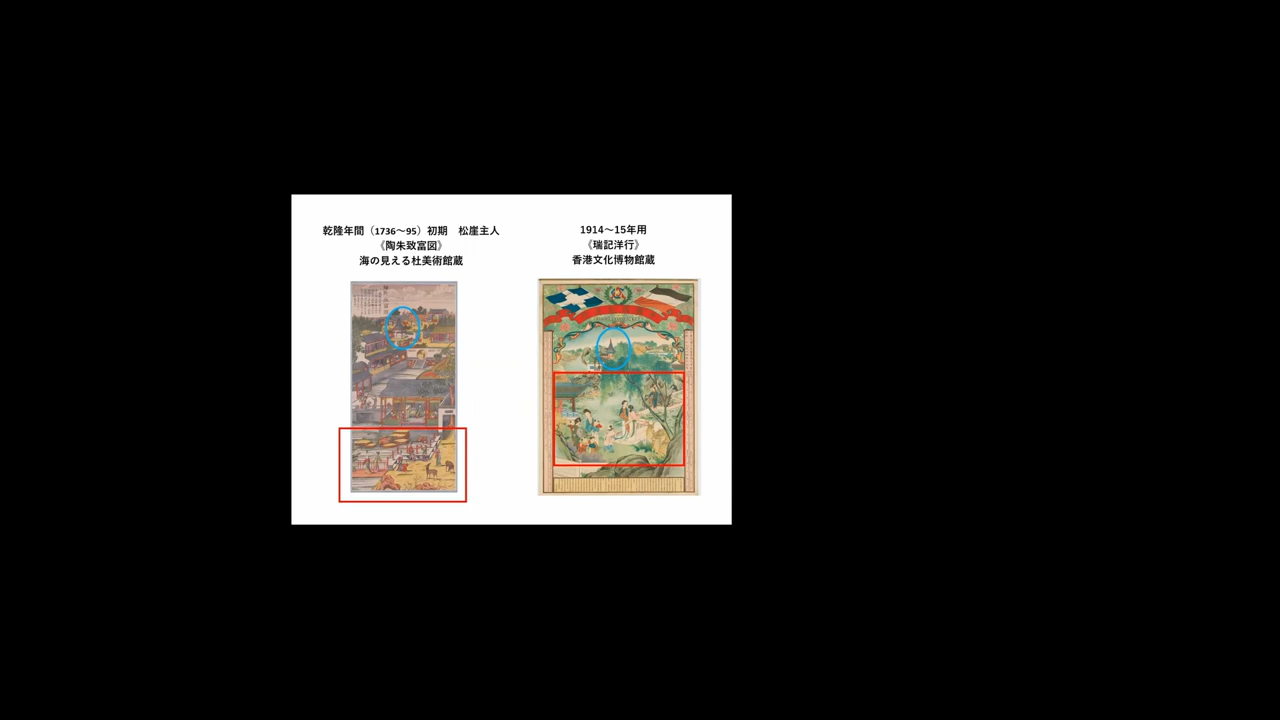 乾隆年間（1736～95）初期　松崖主人
《陶朱致富図》
海の見える杜美術館蔵
1914～15年用
《瑞記洋行》
香港文化博物館蔵